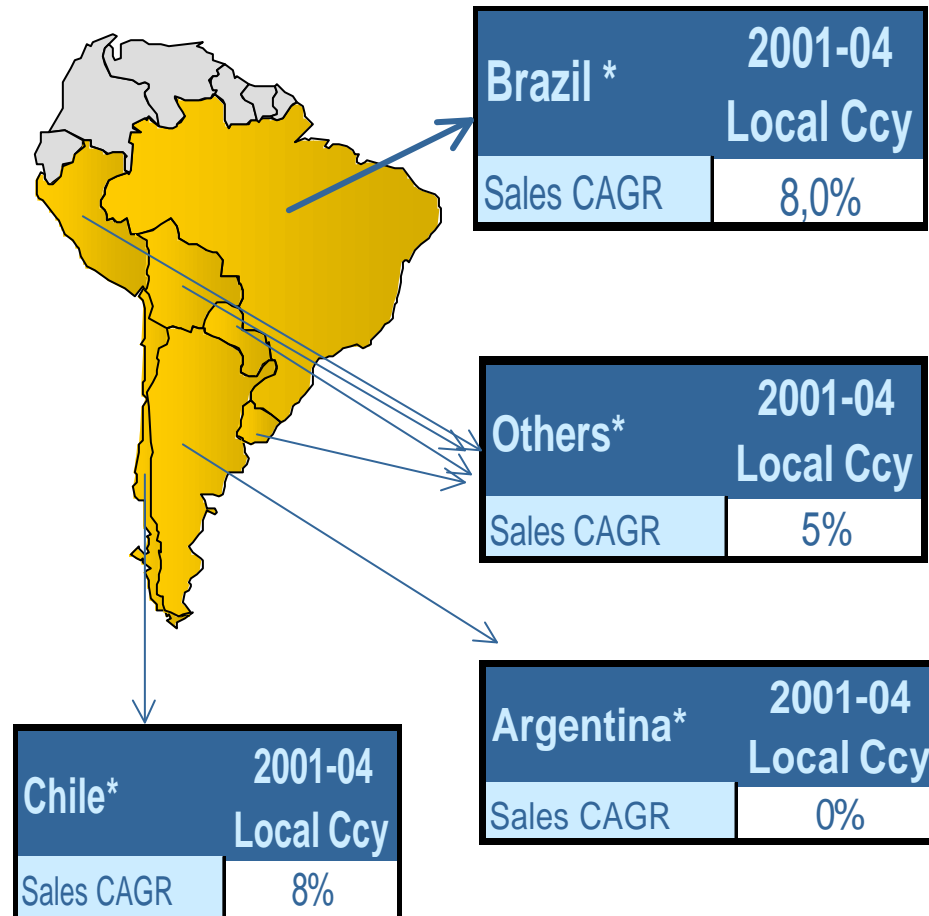 Brazil *
2001-04
Local Ccy
Sales CAGR 8,0%
Others*
2001-04
Local Ccy
Sales CAGR 5%
Argentina*
2001-04
Local Ccy
Sales CAGR 0%
Chile*
2001-04
Local Ccy
Sales CAGR 8%